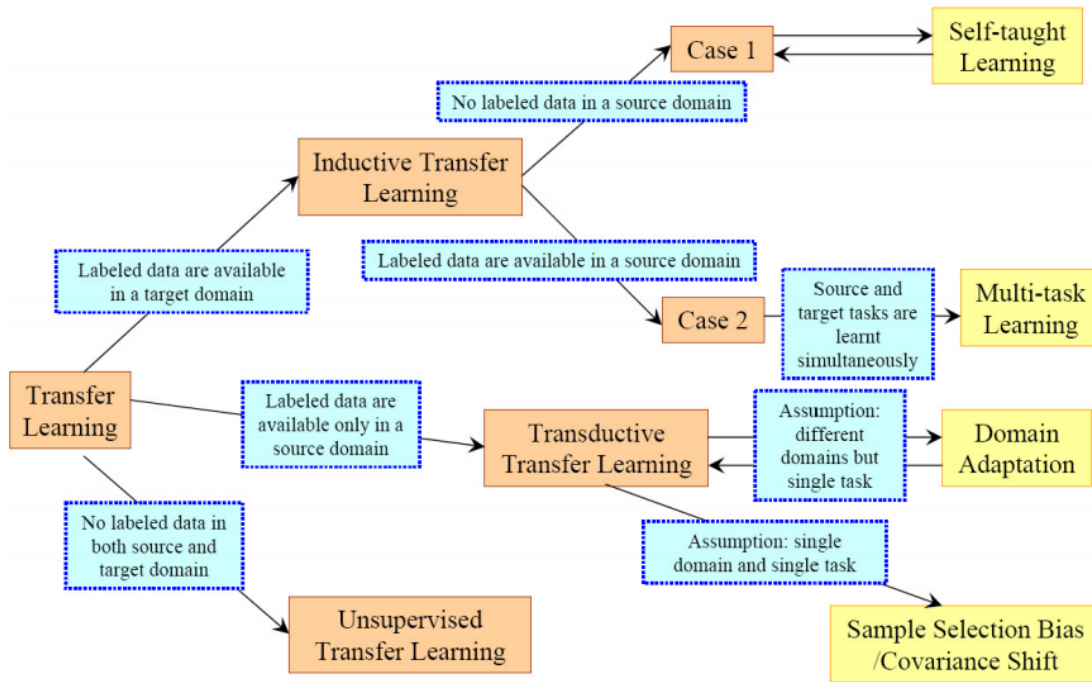 Case 1
Self-taught
Learning
No labeled data in a source domain
Inductive Transfer
Learning
Labeled data are available
in a target domain
Labeled data are available in a source domain
Case 2
Source and
target tasks are
learnt
simultaneously
Multi-task
Learning
Transfer
Learning
Labeled data are
available only in a
source domain
Transductive
Transfer Learning
Assumption:
different
domains but
single task
Domain
Adaptation
No labeled data in
both source and
target domain
Assumption: single
domain and single task
Unsupervised
Transfer Learning
Sample Selection Bias
/Covariance Shift